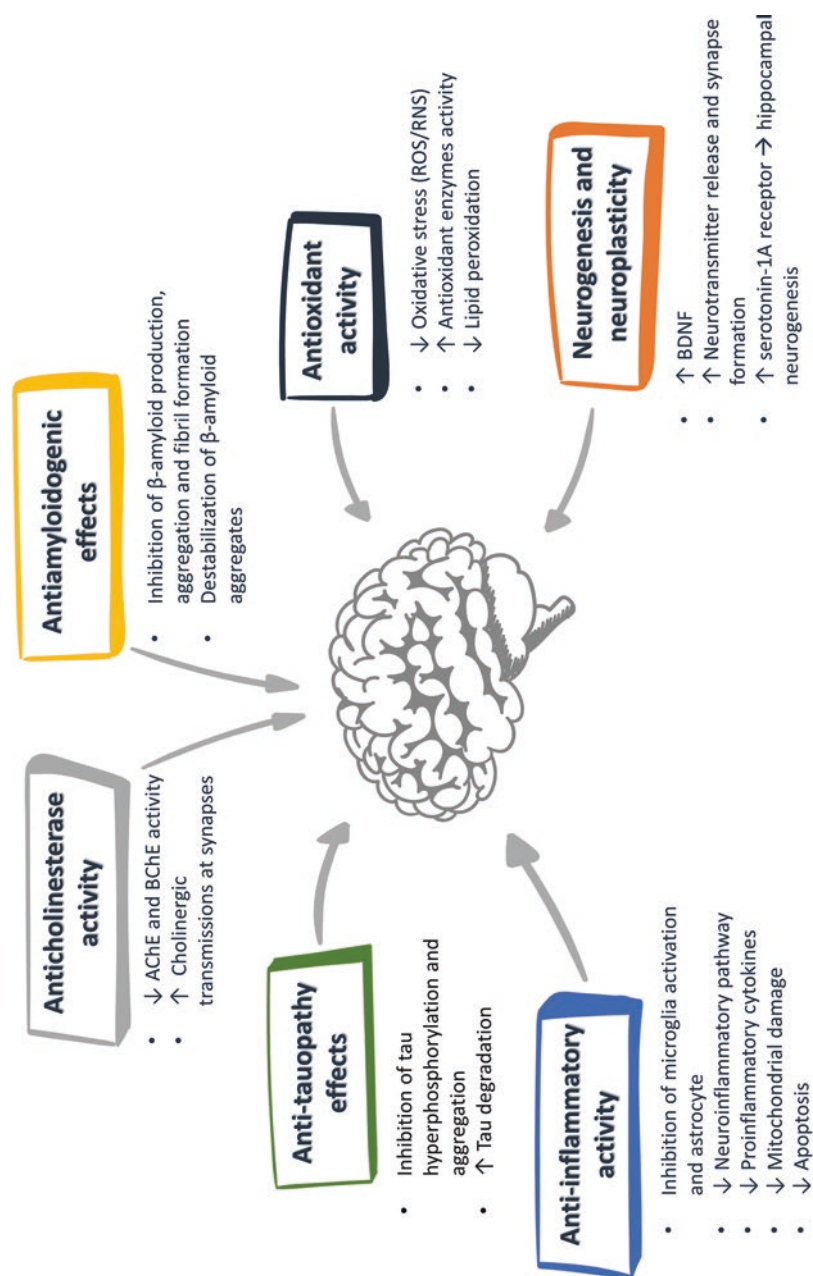 Anticholinesterase
activity
• ↓ AChE and BChE activity
• ↑ Cholinergic
transmissions at synapses
Antiamyloidogenic
effects
• Inhibition of β-amyloid production,
aggregation and fibril formation
• Destabilization of β-amyloid
aggregates
Anti-tauopathy
effects
• Inhibition of tau
hyperphosphorylation and
aggregation
• ↑ Tau degradation
Antioxidant
activity
• ↓ Oxidative stress (ROS/RNS)
• ↑ Antioxidant enzymes activity
• ↓ Lipid peroxidation
Anti-inflammatory
activity
• Inhibition of microglia activation
and astrocyte
• ↓ Neuroinflammatory pathway
• ↓ Proinflammatory cytokines
• ↓ Mitochondrial damage
• ↓ Apoptosis
Neurogenesis and
neuroplasticity
• ↑ BDNF
• ↑ Neurotransmitter release and synapse
formation
• ↑ serotonin-1A receptor → hippocampal
neurogenesis